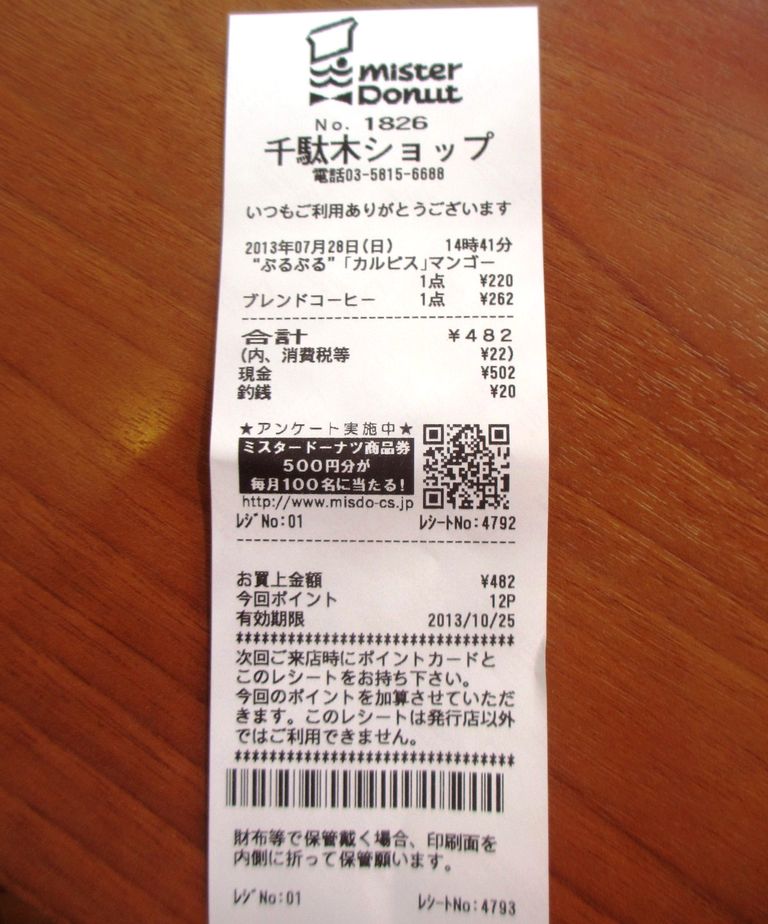 mister
Donut
No. 1826
千駄木ショップ
電話03-5815-6688
いつもご利用ありがとうございます
2013年07月28日(日) 14時41分
“ぷるぷる”「カルピス」マンゴー
1点 ¥220
ブレンドコーヒー 1点 ¥262
合計 ¥482
(内、消費税等 ¥22)
現金 ¥502
釣銭 ¥20
★アンケート実施中★
ミスタードーナツ商品券
500円分が
毎月100名に当たる!
http://www.misdo-cs.jp
ﾚｼﾞNo:01 ﾚｼｰﾄNo:4792
お買上金額 ¥482
今回ポイント 12P
有効期限 2013/10/25
***********************************
次回ご来店時にポイントカードと
このレシートをお持ち下さい。
今回のポイントを加算させていただ
きます。このレシートは発行店以外
ではご利用できません。
***********************************
財布等で保管戴く場合、印刷面を
内側に折って保管願います。
ﾚｼﾞNo:01 ﾚｼｰﾄNo:4793